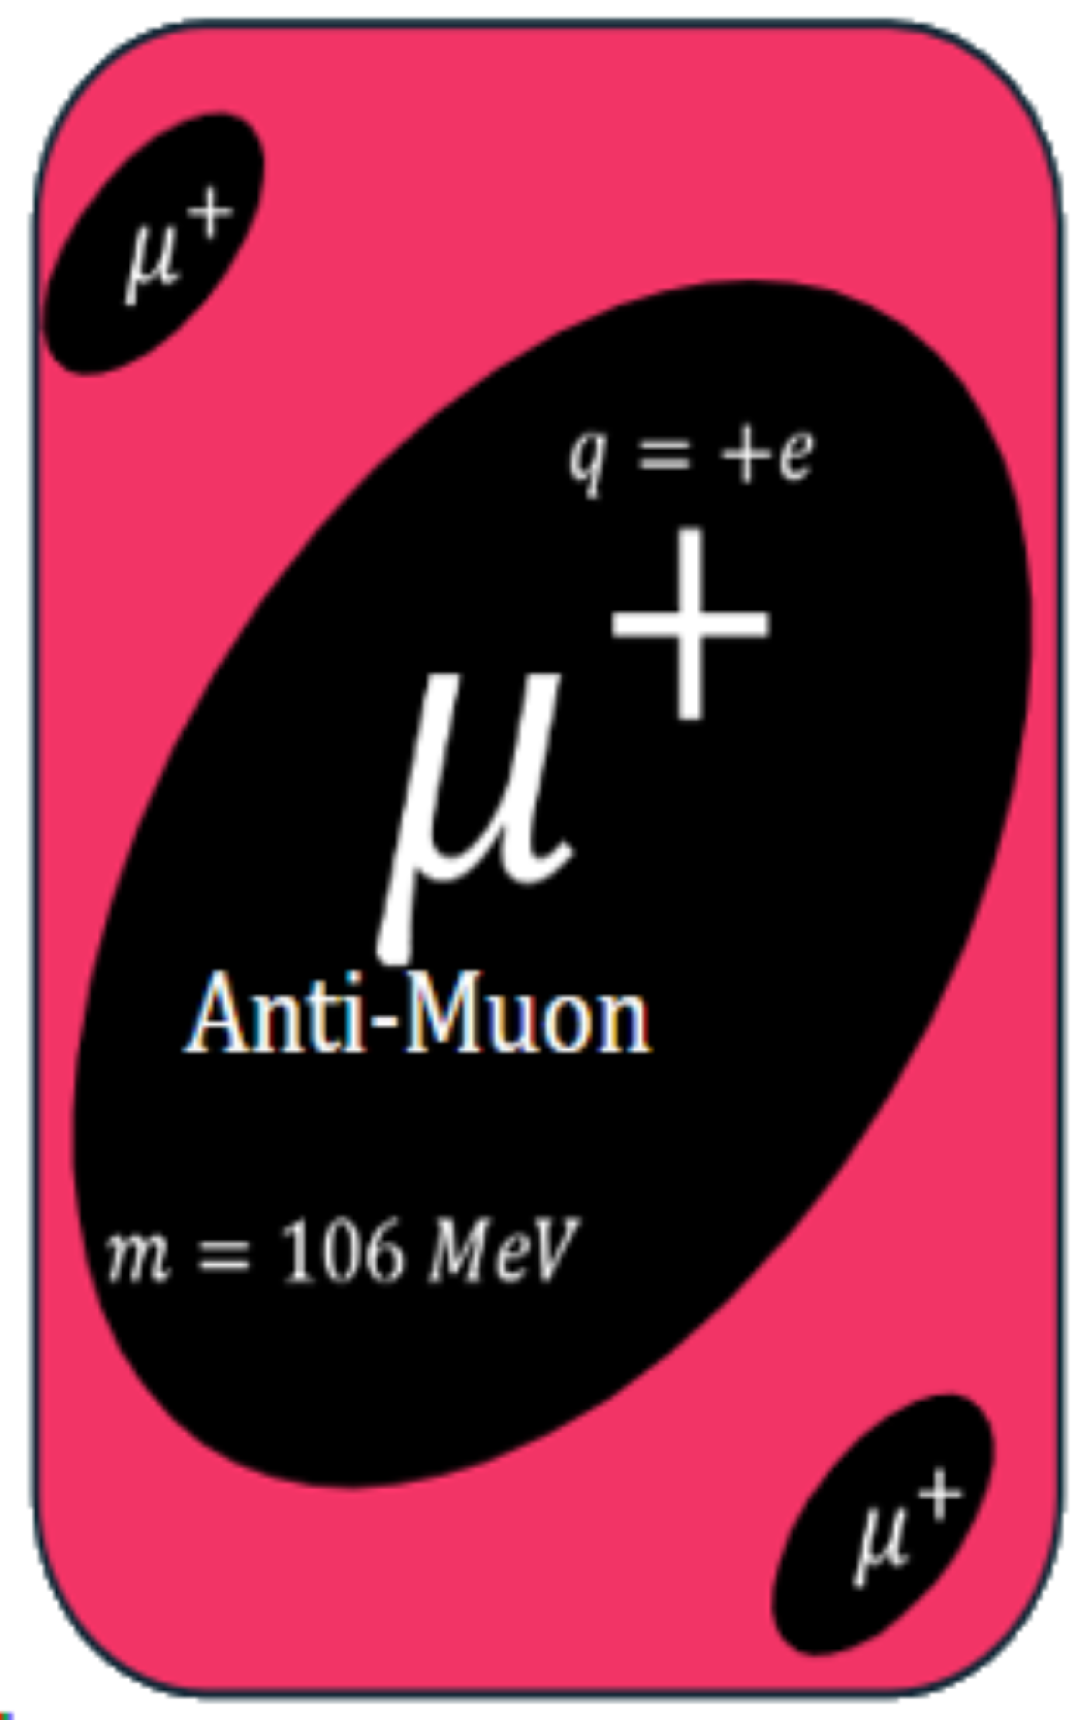 μ⁺
q = +e
μ⁺
Anti-Muon
m = 106 MeV
μ⁺